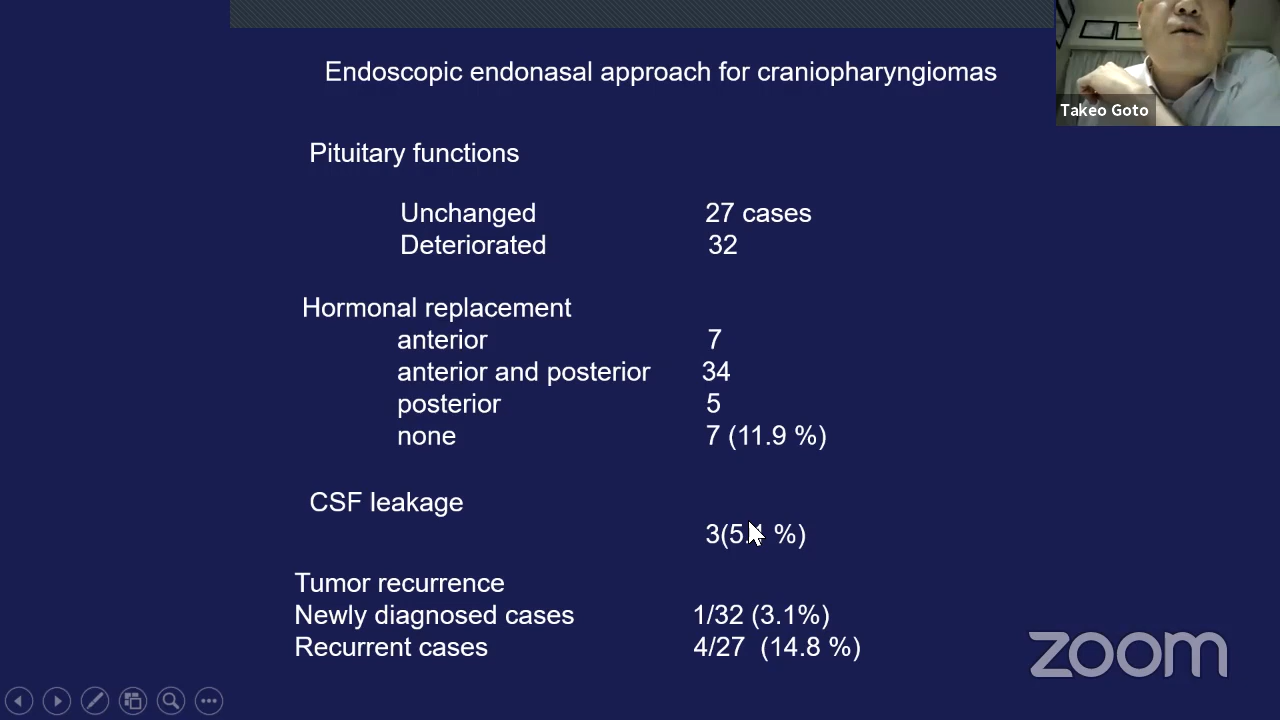 Endoscopic endonasal approach for craniopharyngiomas
Takeo Goto
Pituitary functions
Unchanged 27 cases
Deteriorated 32
Hormonal replacement
anterior 7
anterior and posterior 34
posterior 5
none 7 (11.9 %)
CSF leakage
3(5. %)
Tumor recurrence
Newly diagnosed cases 1/32 (3.1%)
Recurrent cases 4/27 (14.8 %)
zoom